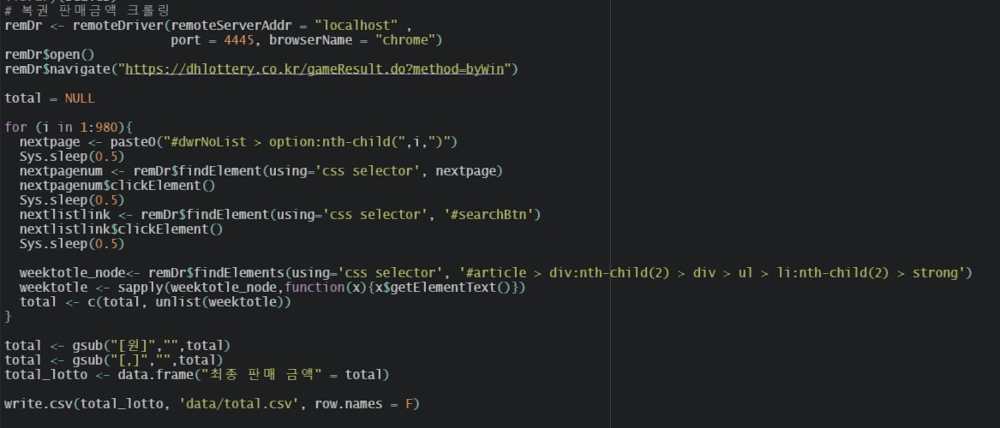 # 복권 판매금액 크롤링
remDr <- remoteDriver(remoteServerAddr = "localhost" ,
                      port = 4445, browserName = "chrome")
remDr$open()
remDr$navigate("https://dhlottery.co.kr/gameResult.do?method=byWin")

total = NULL

for (i in 1:980){
  nextpage <- paste0("#dwrNoList > option:nth-child(",i,")")
  Sys.sleep(0.5)
  nextpagenum <- remDr$findElement(using='css selector', nextpage)
  nextpagenum$clickElement()
  Sys.sleep(0.5)
  nextlistlink <- remDr$findElement(using='css selector', '#searchBtn')
  nextlistlink$clickElement()
  Sys.sleep(0.5)

  weektotle_node<- remDr$findElements(using='css selector', '#article > div:nth-child(2) > div > ul > li:nth-child(2) > strong')
  weektotle <- sapply(weektotle_node,function(x){x$getElementText()})
  total <- c(total, unlist(weektotle))
}

total <- gsub("[원]","",total)
total <- gsub("[,]","",total)
total_lotto <- data.frame("최종 판매 금액" = total)

write.csv(total_lotto, 'data/total.csv', row.names = F)